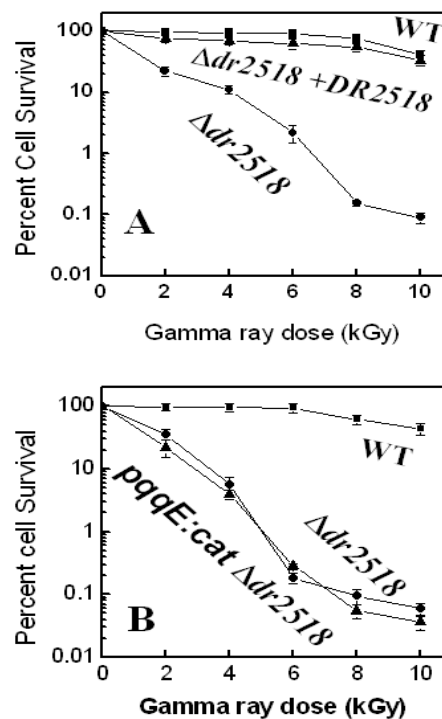 Percent Cell Survival
100
10
1
0.1
0.01
WT
Δdr2518 +DR2518
Δdr2518
A
0 2 4 6 8 10
Gamma ray dose (kGy)
Percent cell Survival
100
10
1
0.1
0.01
WT
Δdr2518
pqqE:cat Δdr2518
B
0 2 4 6 8 10
Gamma ray dose (kGy)